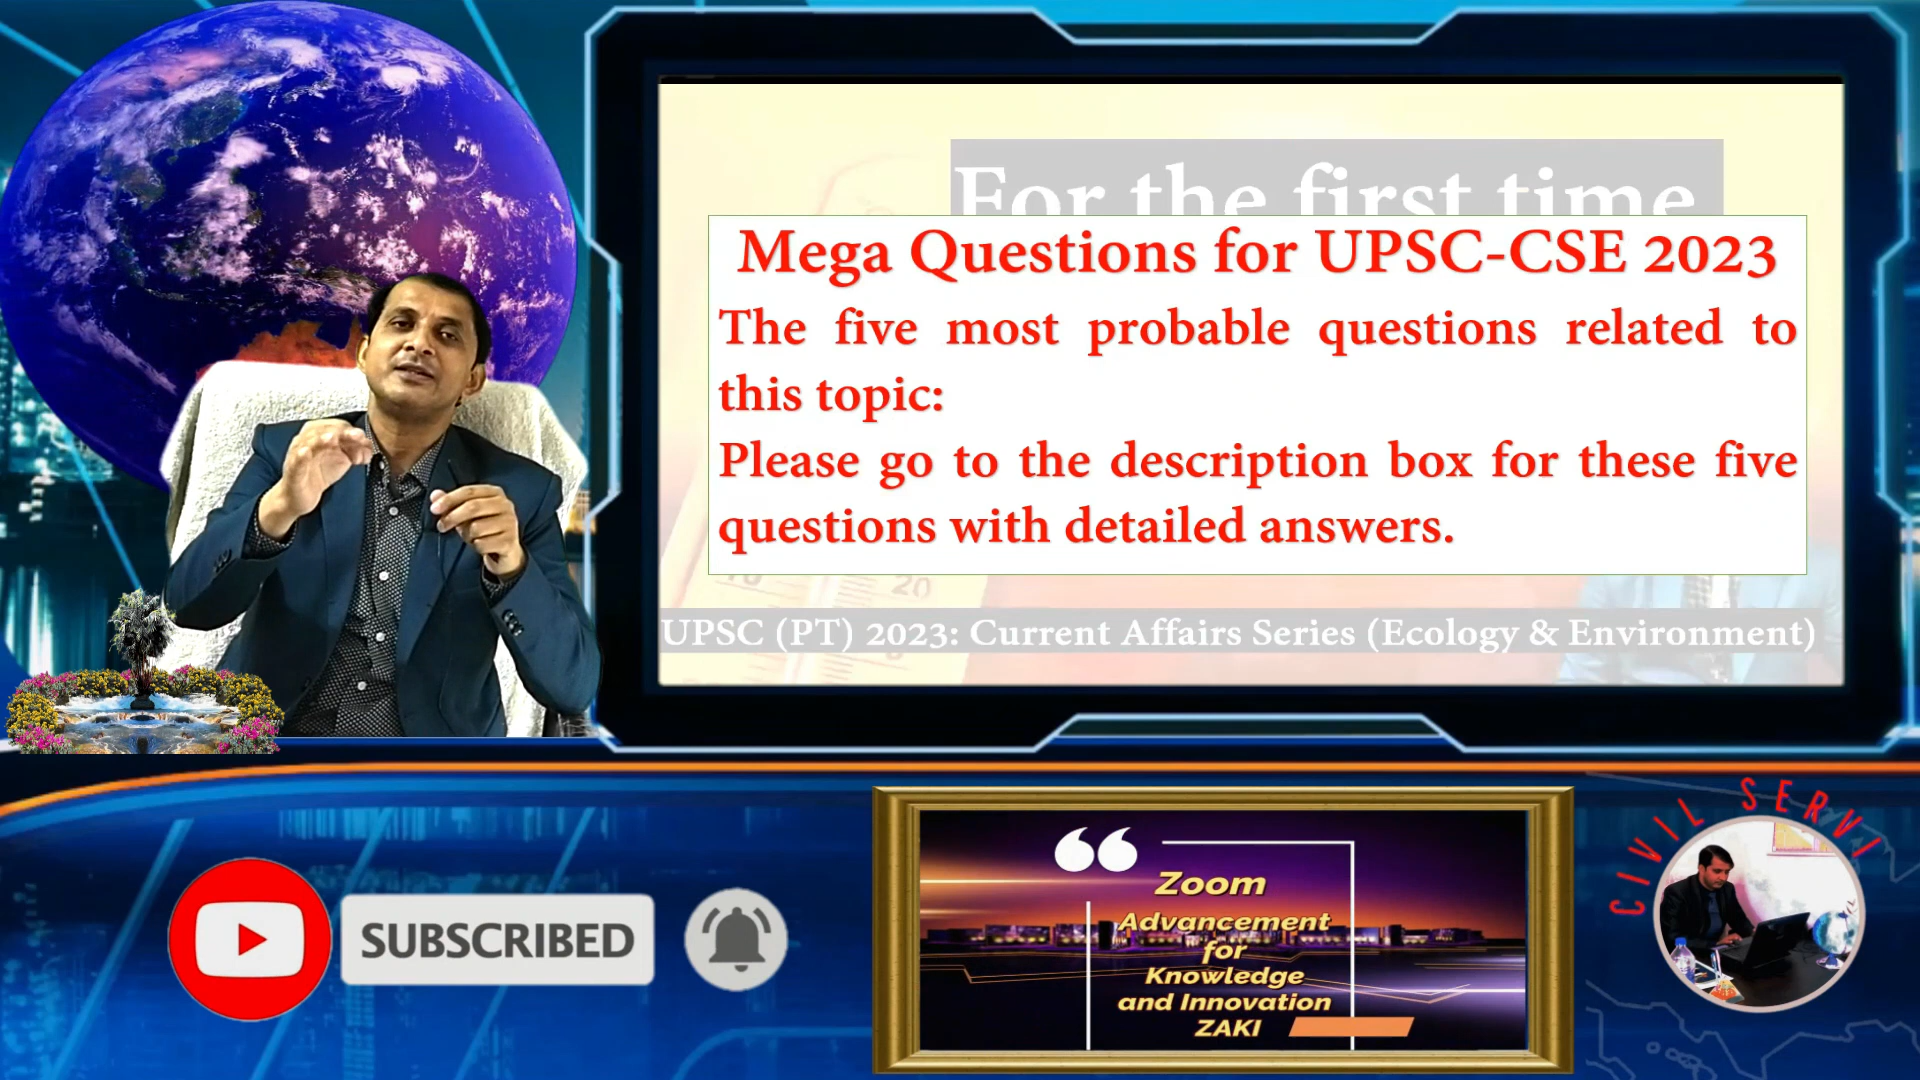 For the first time
Mega Questions for UPSC-CSE 2023
The five most probable questions related to
this topic:
Please go to the description box for these five
questions with detailed answers.
20
UPSC (PT) 2023: Current Affairs Series (Ecology & Environment)
SUBSCRIBED
Zoom
Advancement
for
Knowledge
and Innovation
ZAKI
CIVIL SERVI